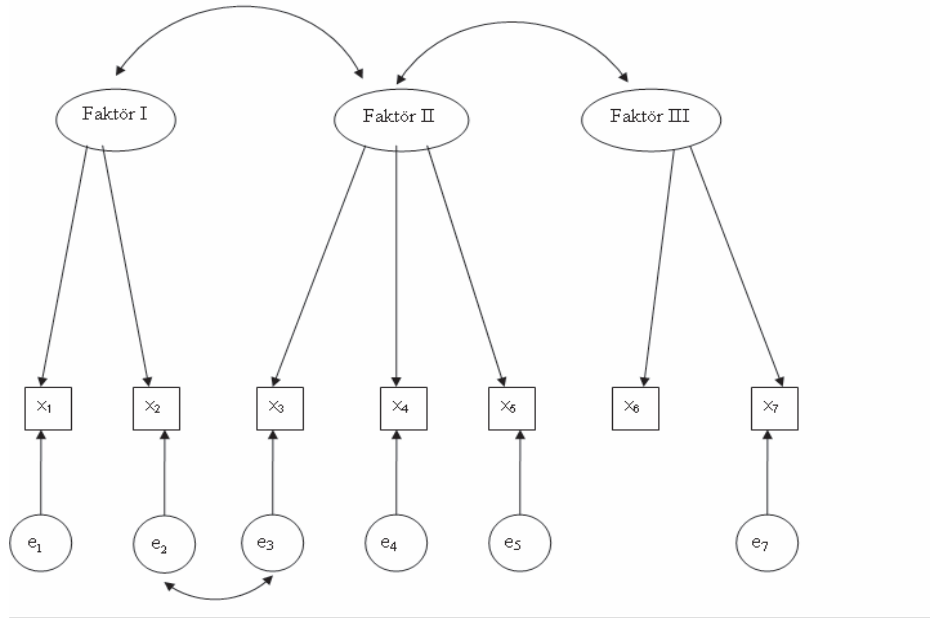 Faktör I Faktör II Faktör III
x₁ x₂ x₃ x₄ x₅ x₆ x₇
e₁ e₂ e₃ e₄ e₅ e₇